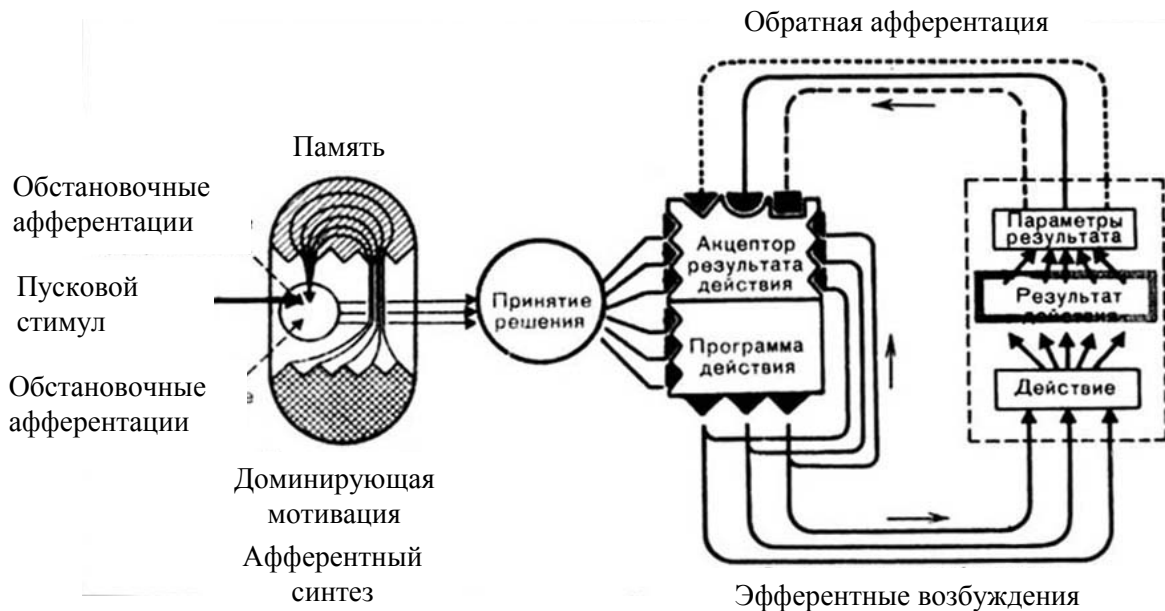 Обратная афферентация
Память
Обстановочные
афферентации
Пусковой
стимул
Обстановочные
афферентации
Доминирующая
мотивация
Афферентный
синтез
Принятие
решения
Акцептор
результата
действия
Программа
действия
Параметры
результата
Результат
действия
Действие
Эфферентные возбуждения